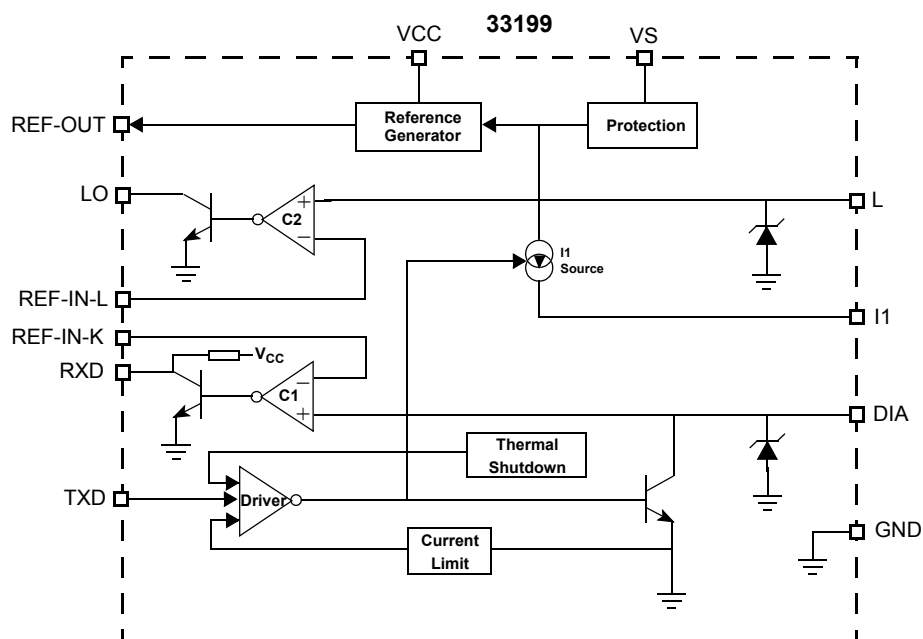 33199
VCC
VS
REF-OUT
Reference
Generator
Protection
LO
+
C2
−
L
I1
Source
REF-IN-L
I1
REF-IN-K
RXD
VCC
−
C1
+
DIA
Thermal
Shutdown
TXD
Driver
GND
Current
Limit